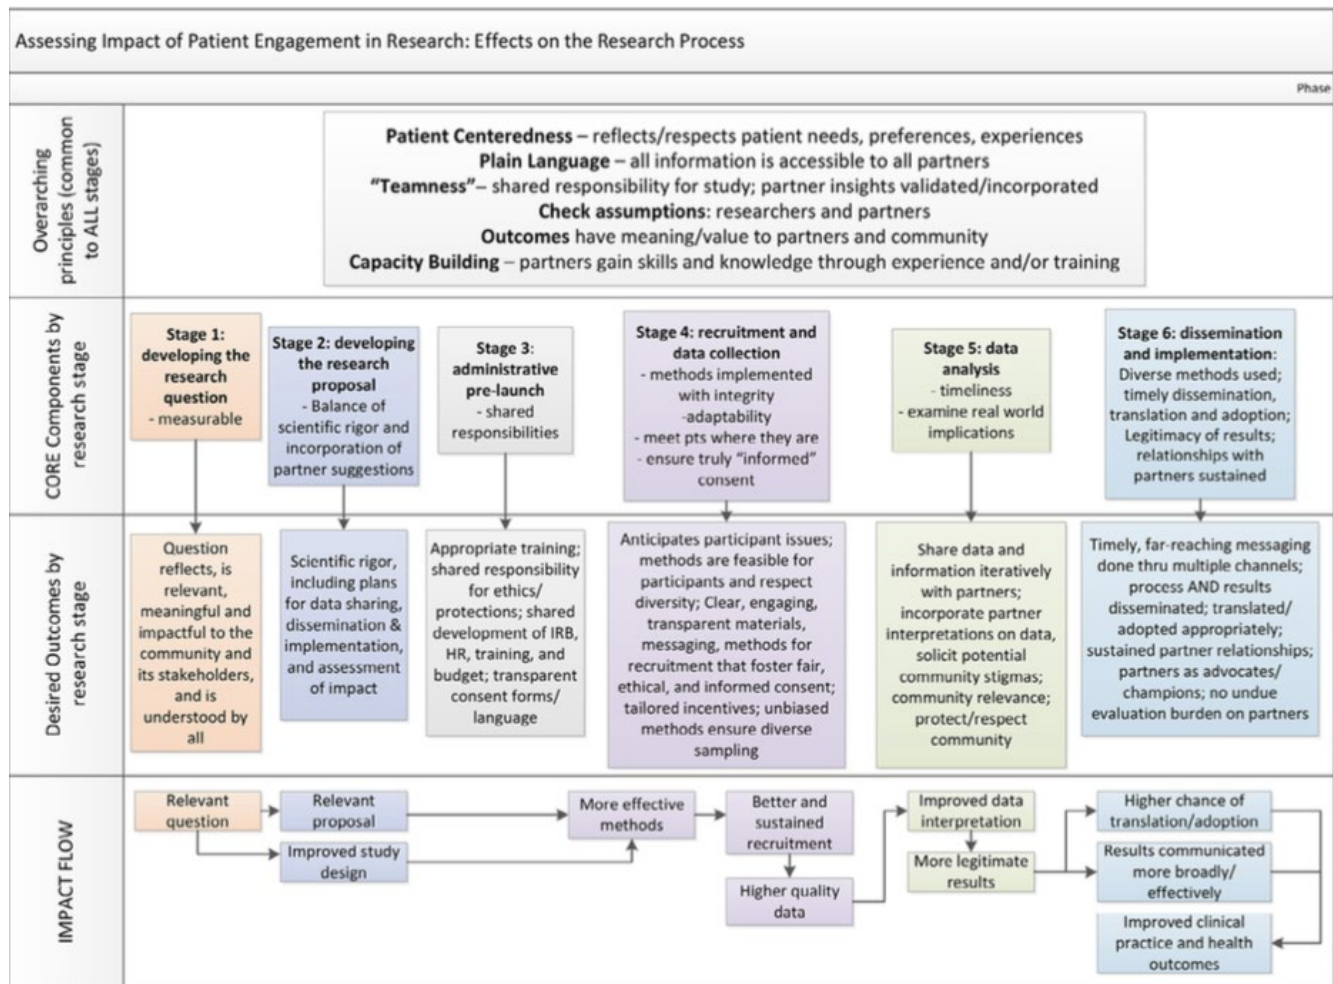 Assessing Impact of Patient Engagement in Research: Effects on the Research Process
Phase
Overarching
principles (common
to ALL stages)
Patient Centeredness – reflects/respects patient needs, preferences, experiences
Plain Language – all information is accessible to all partners
“Teamness”– shared responsibility for study; partner insights validated/incorporated
Check assumptions: researchers and partners
Outcomes have meaning/value to partners and community
Capacity Building – partners gain skills and knowledge through experience and/or training
CORE Components by
research stage
Stage 1:
developing the
research
question
- measurable
Stage 2: developing
the research
proposal
- Balance of
scientific rigor and
incorporation of
partner suggestions
Stage 3:
administrative
pre-launch
- shared
responsibilities
Stage 4: recruitment and
data collection
- methods implemented
with integrity
-adaptability
- meet pts where they are
- ensure truly “informed”
consent
Stage 5: data
analysis
- timeliness
- examine real world
implications
Stage 6: dissemination
and implementation:
Diverse methods used;
timely dissemination,
translation and adoption;
Legitimacy of results;
relationships with
partners sustained
Desired Outcomes by
research stage
Question
reflects, is
relevant,
meaningful and
impactful to the
community and
its stakeholders,
and is
understood by
all
Scientific rigor,
including plans
for data sharing,
dissemination &
implementation,
and assessment
of impact
Appropriate training;
shared responsibility
for ethics/
protections; shared
development of IRB,
HR, training, and
budget; transparent
consent forms/
language
Anticipates participant issues;
methods are feasible for
participants and respect
diversity; Clear, engaging,
transparent materials,
messaging, methods for
recruitment that foster fair,
ethical, and informed consent;
tailored incentives; unbiased
methods ensure diverse
sampling
Share data and
information iteratively
with partners;
incorporate partner
interpretations on data,
solicit potential
community stigmas;
community relevance;
protect/respect
community
Timely, far-reaching messaging
done thru multiple channels;
process AND results
disseminated; translated/
adopted appropriately;
sustained partner relationships;
partners as advocates/
champions; no undue
evaluation burden on partners
IMPACT FLOW
Relevant
question
Relevant
proposal
Improved study
design
More effective
methods
Better and
sustained
recruitment
Higher quality
data
Improved data
interpretation
More legitimate
results
Higher chance of
translation/adoption
Results communicated
more broadly/
effectively
Improved clinical
practice and health
outcomes